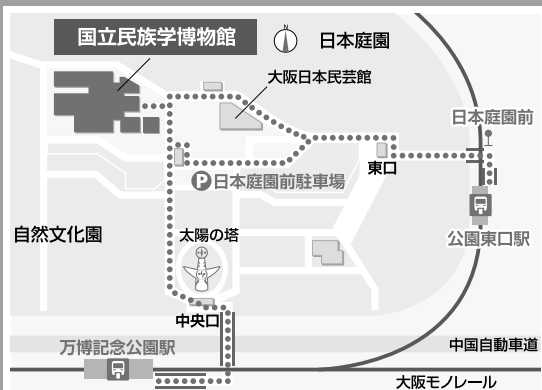 国立民族学博物館
N
日本庭園
大阪日本民芸館
日本庭園前
東口
P日本庭園前駐車場
自然文化園
太陽の塔
公園東口駅
中央口
中国自動車道
万博記念公園駅
大阪モノレール